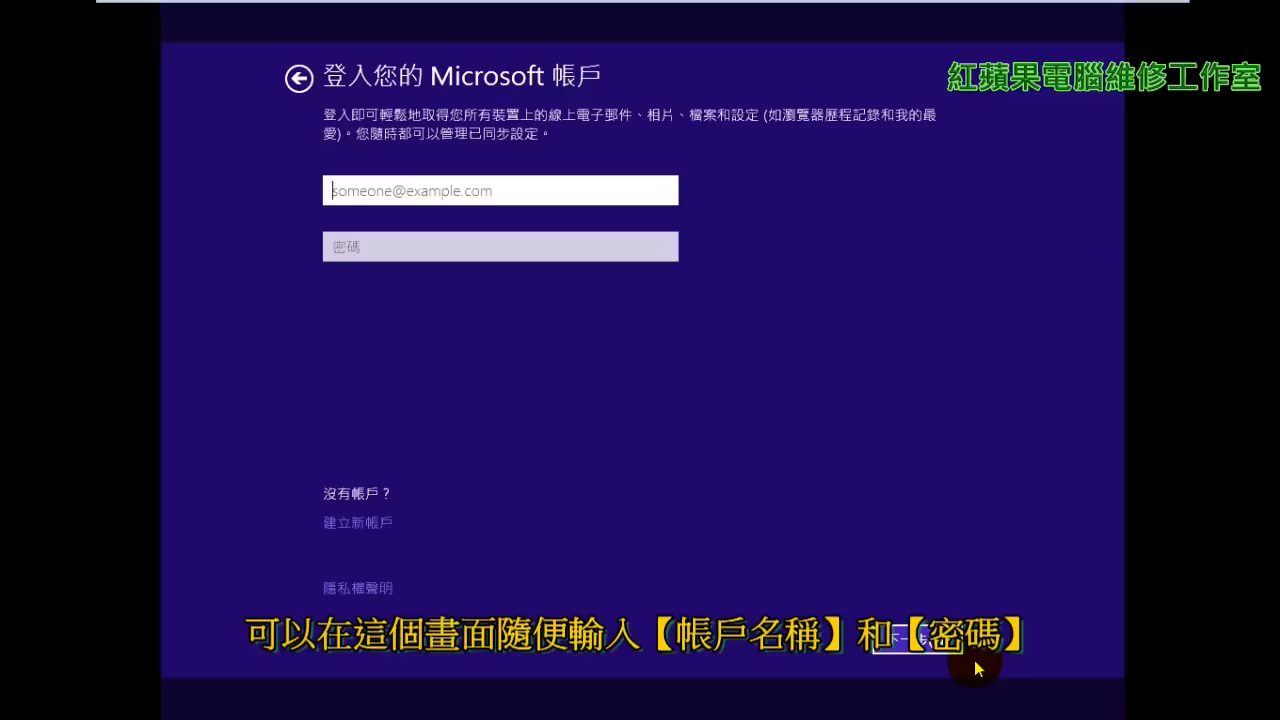 登入您的 Microsoft 帳戶
紅蘋果電腦維修工作室
登入即可輕鬆地取得您所有裝置上的線上電子郵件、相片、檔案和設定 (如瀏覽器歷程記錄和我的最
愛)。您隨時都可以管理已同步設定。
someone@example.com
密碼
沒有帳戶？
建立新帳戶
隱私權聲明
可以在這個畫面隨便輸入【帳戶名稱】和【密碼】